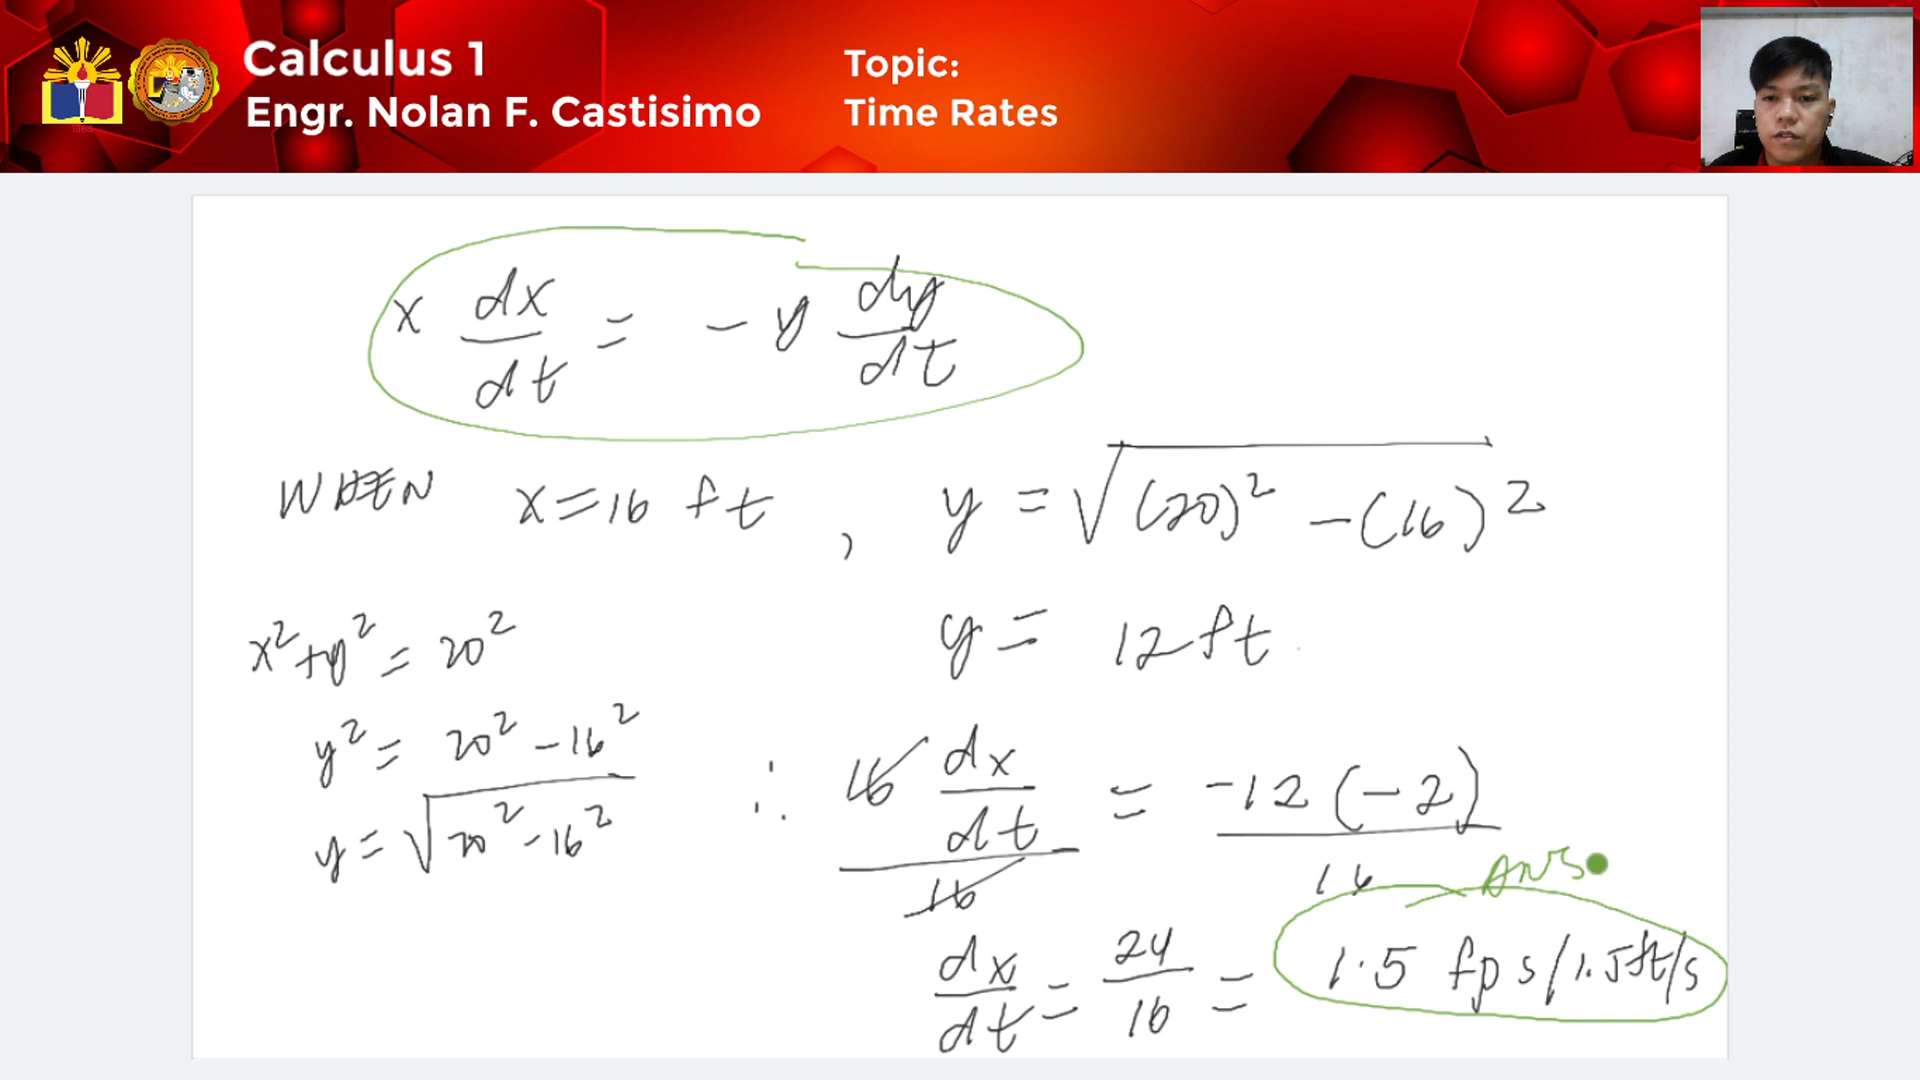 Calculus 1
Engr. Nolan F. Castisimo
Topic:
Time Rates
x dx/dt = - y dy/dt
WHEN x = 16 ft , y = √(20)² - (16)²
y = 12 ft.
x² + y² = 20²
y² = 20² - 16²
y = √20² - 16²
∴ 16 dx/dt / 16 = -12 (-2) / 16
ANS
dx/dt = 24/16 = 1.5 fps/1.5ft/s